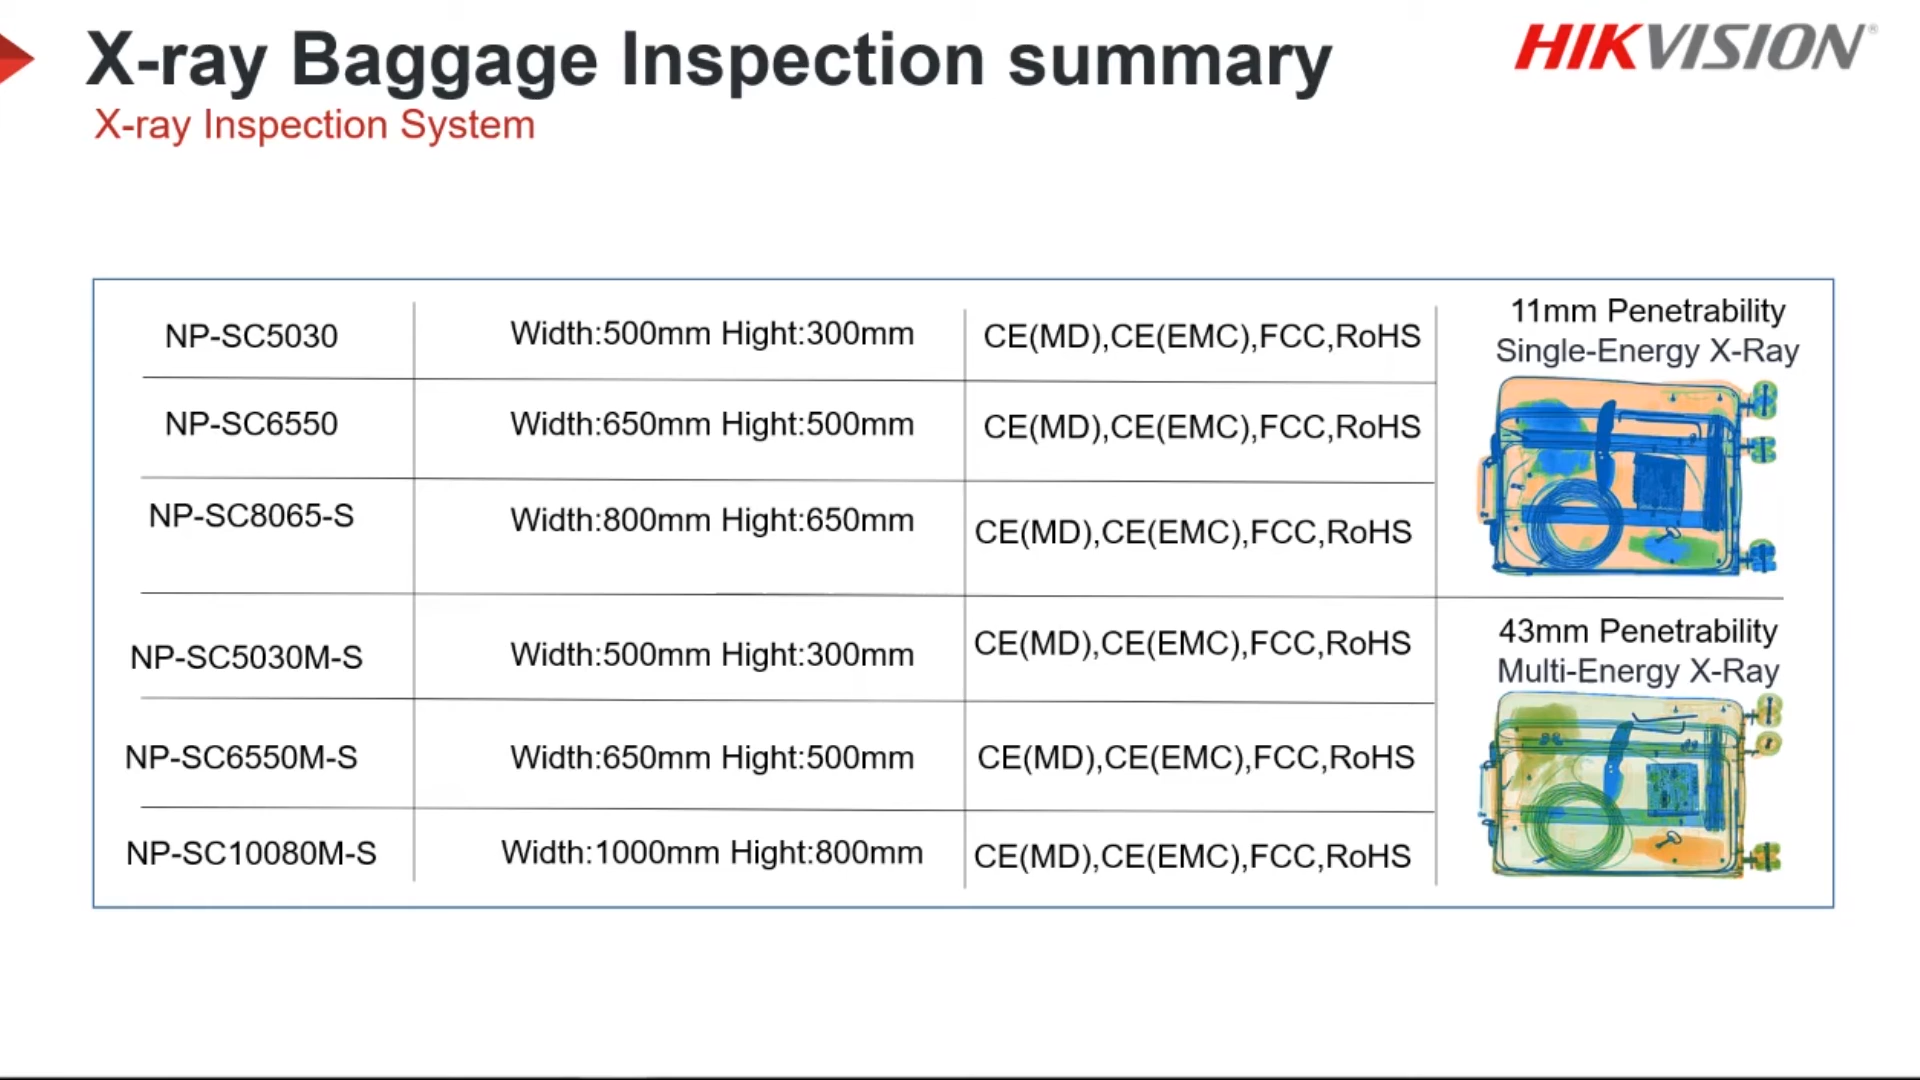 X-ray Baggage Inspection summary
HIKVISION®
X-ray Inspection System
NP-SC5030 Width:500mm Hight:300mm CE(MD),CE(EMC),FCC,RoHS
11mm Penetrability
Single-Energy X-Ray
NP-SC6550 Width:650mm Hight:500mm CE(MD),CE(EMC),FCC,RoHS
NP-SC8065-S Width:800mm Hight:650mm CE(MD),CE(EMC),FCC,RoHS
NP-SC5030M-S Width:500mm Hight:300mm CE(MD),CE(EMC),FCC,RoHS
43mm Penetrability
Multi-Energy X-Ray
NP-SC6550M-S Width:650mm Hight:500mm CE(MD),CE(EMC),FCC,RoHS
NP-SC10080M-S Width:1000mm Hight:800mm CE(MD),CE(EMC),FCC,RoHS